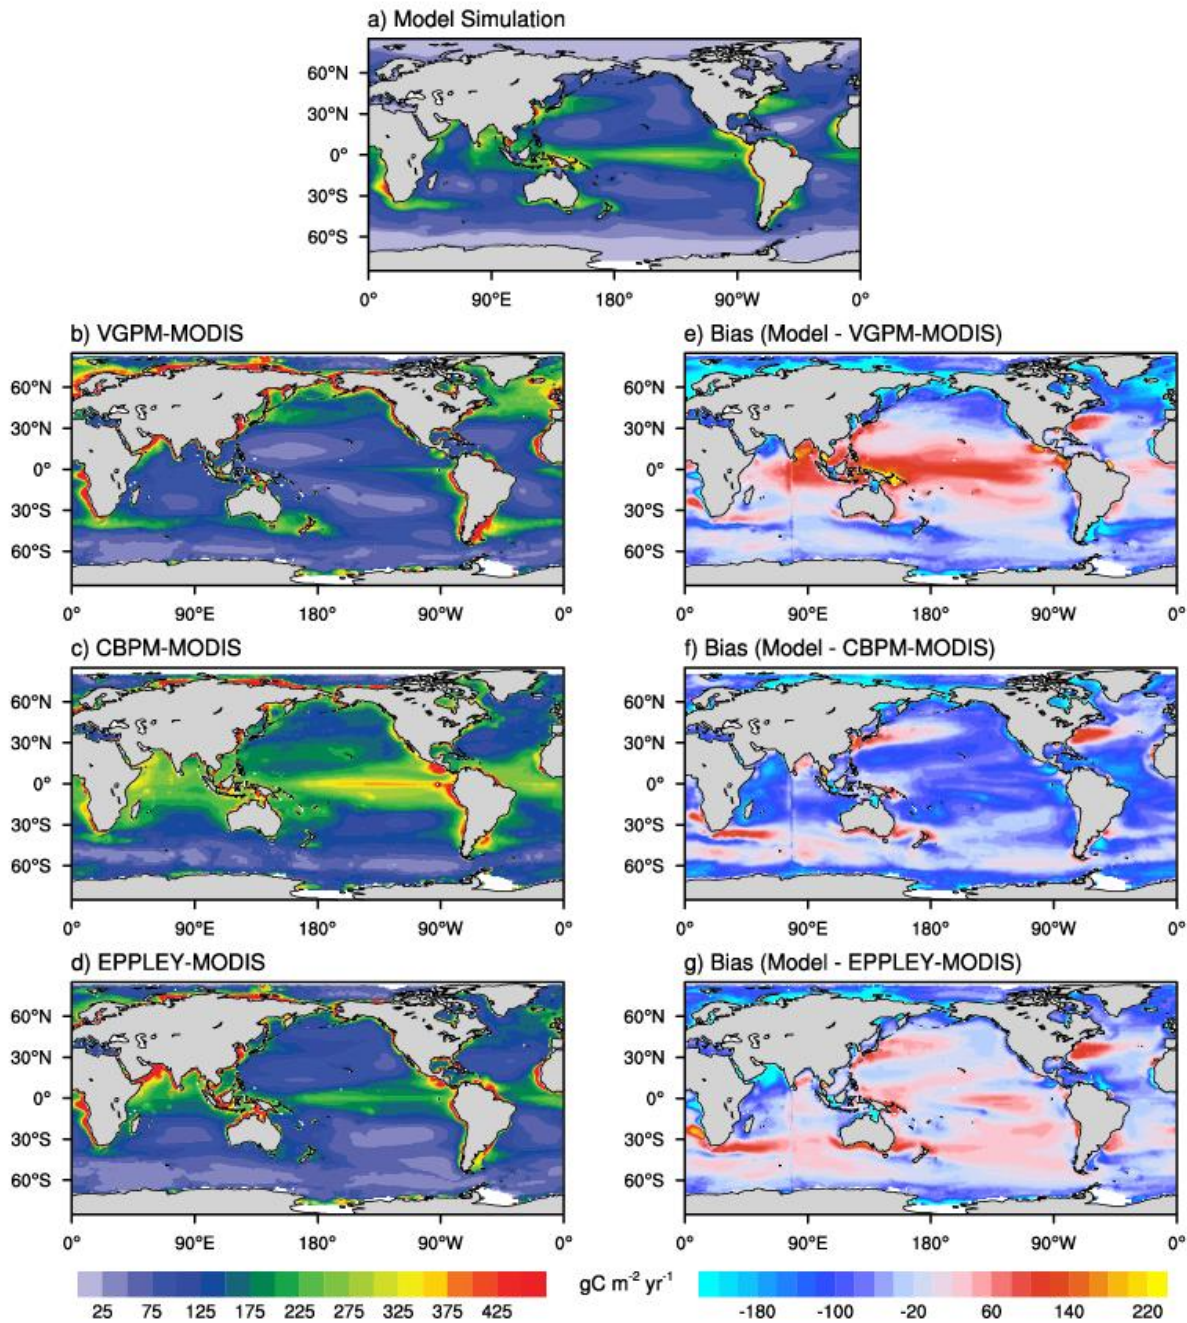 a) Model Simulation
60°N
30°N
0°
30°S
60°S
0° 90°E 180° 90°W 0°
b) VGPM-MODIS
60°N
30°N
0°
30°S
60°S
0° 90°E 180° 90°W 0°
e) Bias (Model - VGPM-MODIS)
60°N
30°N
0°
30°S
60°S
0° 90°E 180° 90°W 0°
c) CBPM-MODIS
60°N
30°N
0°
30°S
60°S
0° 90°E 180° 90°W 0°
f) Bias (Model - CBPM-MODIS)
60°N
30°N
0°
30°S
60°S
0° 90°E 180° 90°W 0°
d) EPPLEY-MODIS
60°N
30°N
0°
30°S
60°S
0° 90°E 180° 90°W 0°
g) Bias (Model - EPPLEY-MODIS)
60°N
30°N
0°
30°S
60°S
0° 90°E 180° 90°W 0°
25 75 125 175 225 275 325 375 425
gC m⁻² yr⁻¹
-180 -100 -20 60 140 220